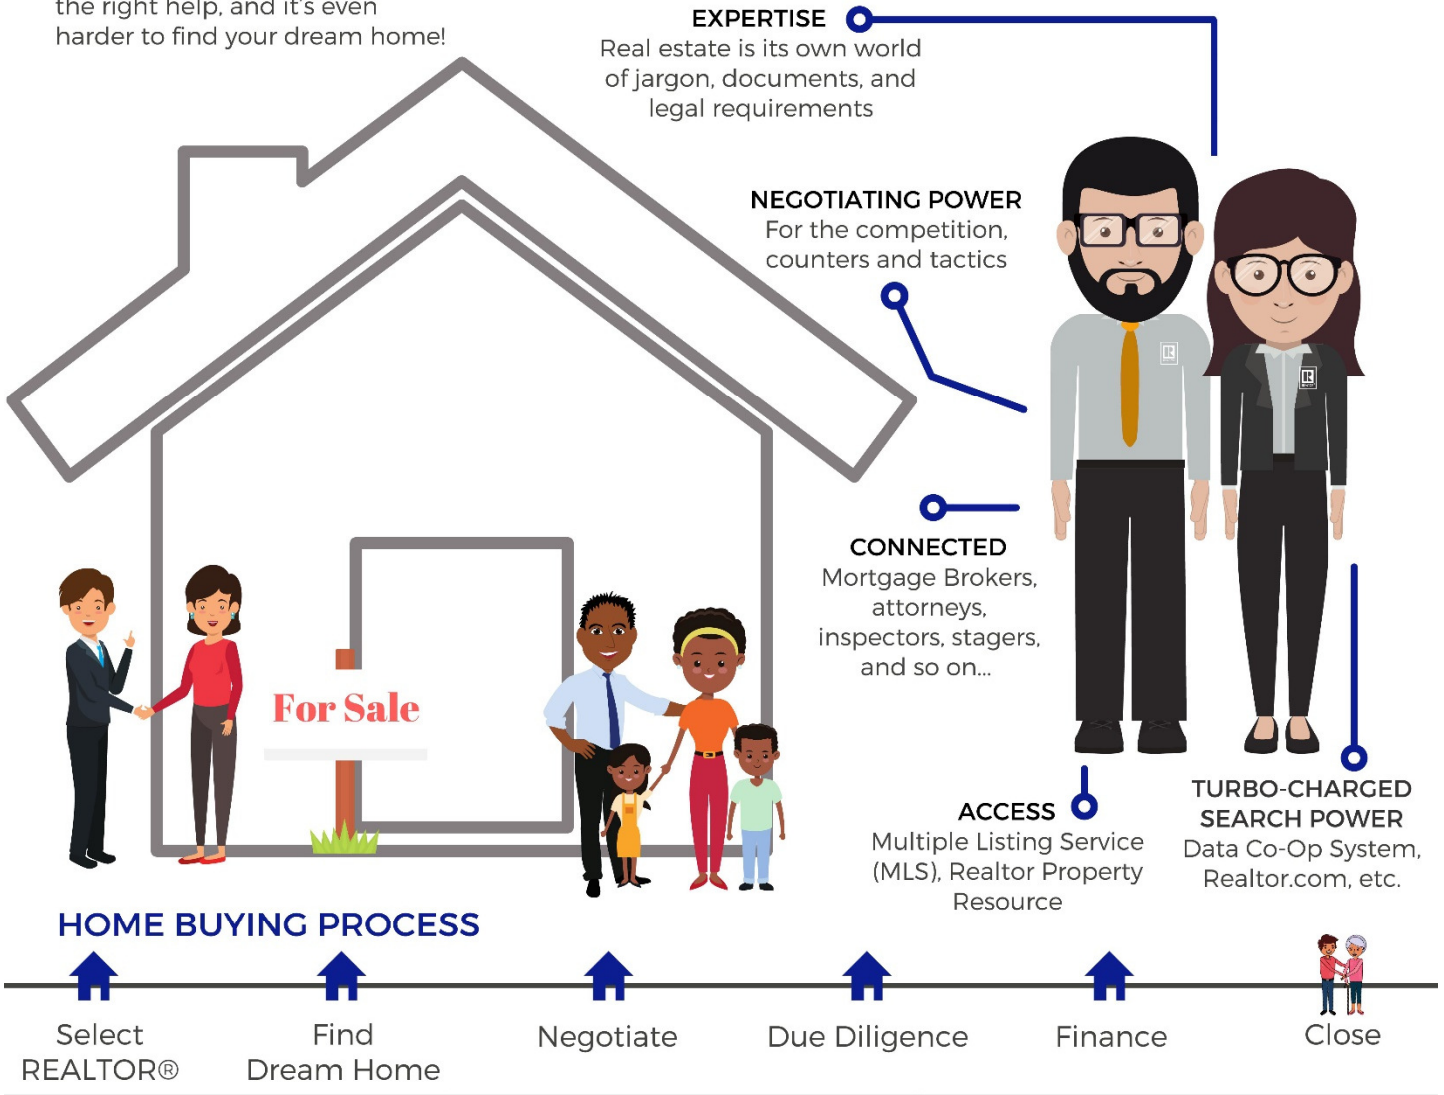 the right help, and it's even
harder to find your dream home!
EXPERTISE
Real estate is its own world
of jargon, documents, and
legal requirements
NEGOTIATING POWER
For the competition,
counters and tactics
CONNECTED
Mortgage Brokers,
attorneys,
inspectors, stagers,
and so on...
For Sale
ACCESS
Multiple Listing Service
(MLS), Realtor Property
Resource
TURBO-CHARGED
SEARCH POWER
Data Co-Op System,
Realtor.com, etc.
HOME BUYING PROCESS
Select
REALTOR®
Find
Dream Home
Negotiate
Due Diligence
Finance
Close